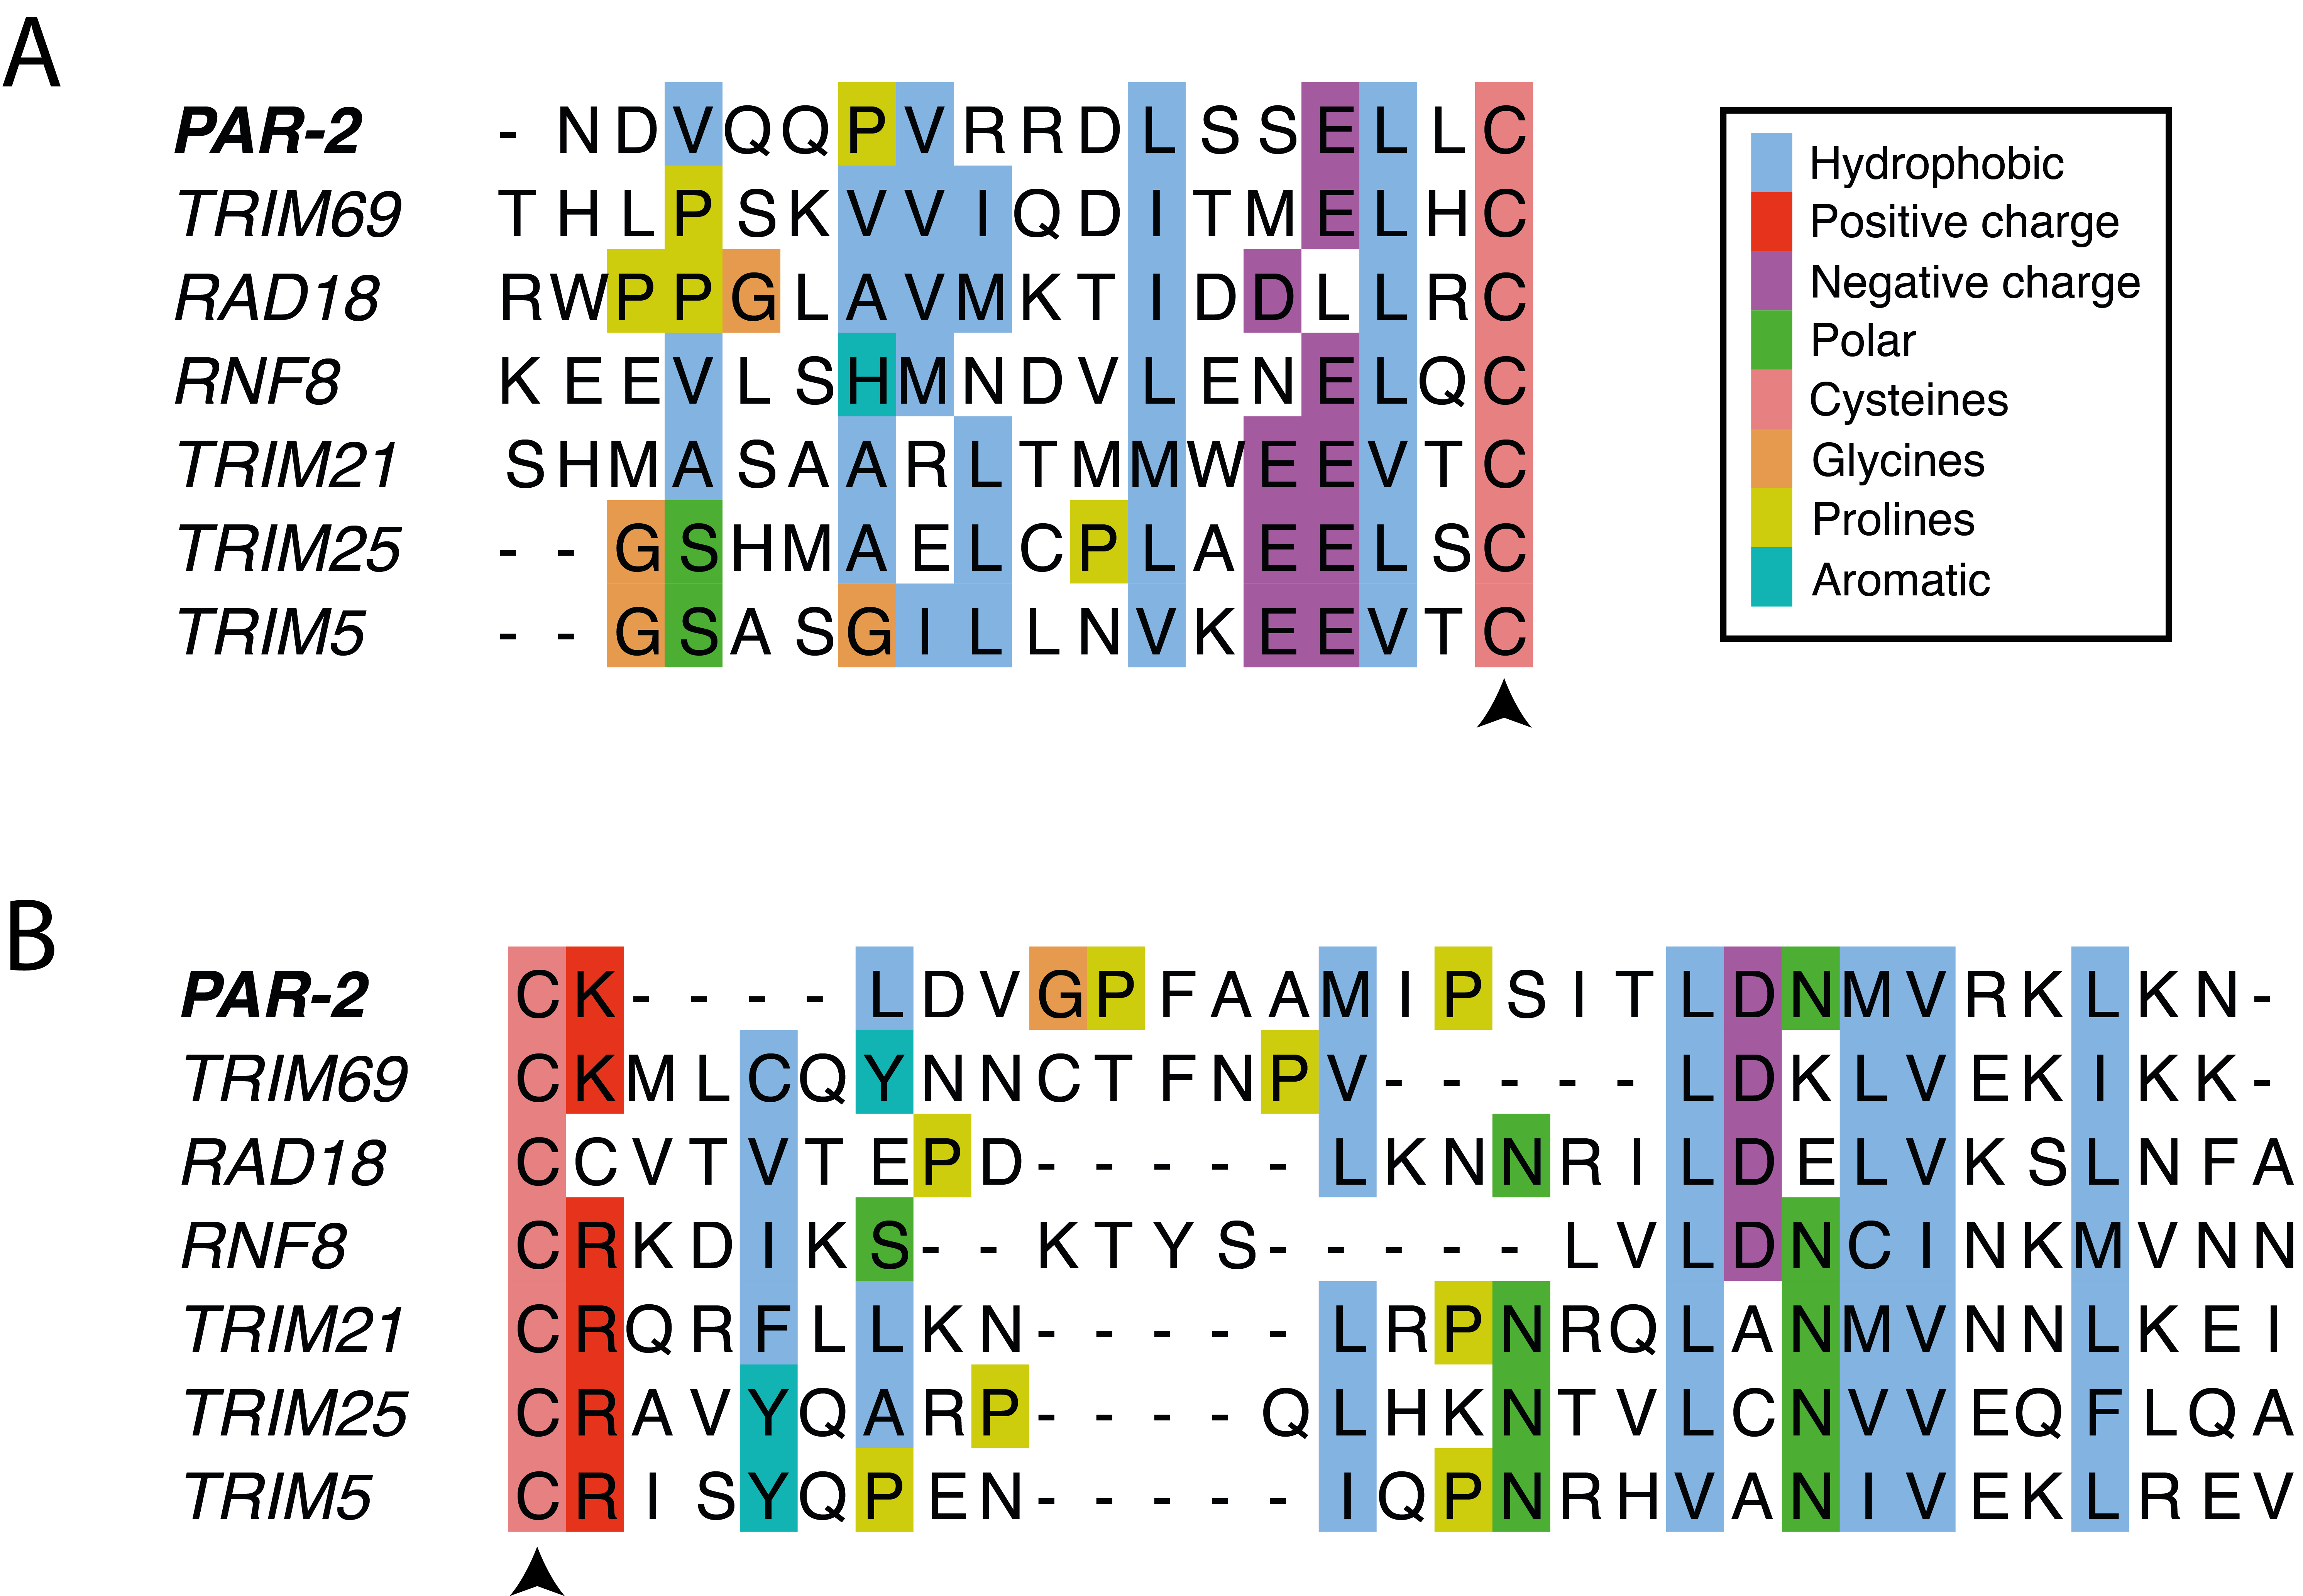 A
PAR-2 - N D V Q Q P V R R D L S S E L L C
TRIM69 T H L P S K V V I Q D I T M E L H C
RAD18 R W P P G L A V M K T I D D L L R C
RNF8 K E E V L S H M N D V L E N E L Q C
TRIM21 S H M A S A A R L T M M W E E V T C
TRIM25 - - G S H M A E L C P L A E E L S C
TRIM5 - - G S A S G I L L N V K E E V T C
Hydrophobic
Positive charge
Negative charge
Polar
Cysteines
Glycines
Prolines
Aromatic
B
PAR-2 C K - - - - L D V G P F A A M I P S I T L D N M V R K L K N -
TRIM69 C K M L C Q Y N N C T F N P V - - - - - L D K L V E K I K K -
RAD18 C C V T V T E P D - - - - - L K N N R I L D E L V K S L N F A
RNF8 C R K D I K S - - K T Y S - - - - - L V L D N C I N K M V N N
TRIM21 C R Q R F L L K N - - - - - L R P N R Q L A N M V N N L K E I
TRIM25 C R A V Y Q A R P - - - - Q L H K N T V L C N V V E Q F L Q A
TRIM5 C R I S Y Q P E N - - - - - I Q P N R H V A N I V E K L R E V